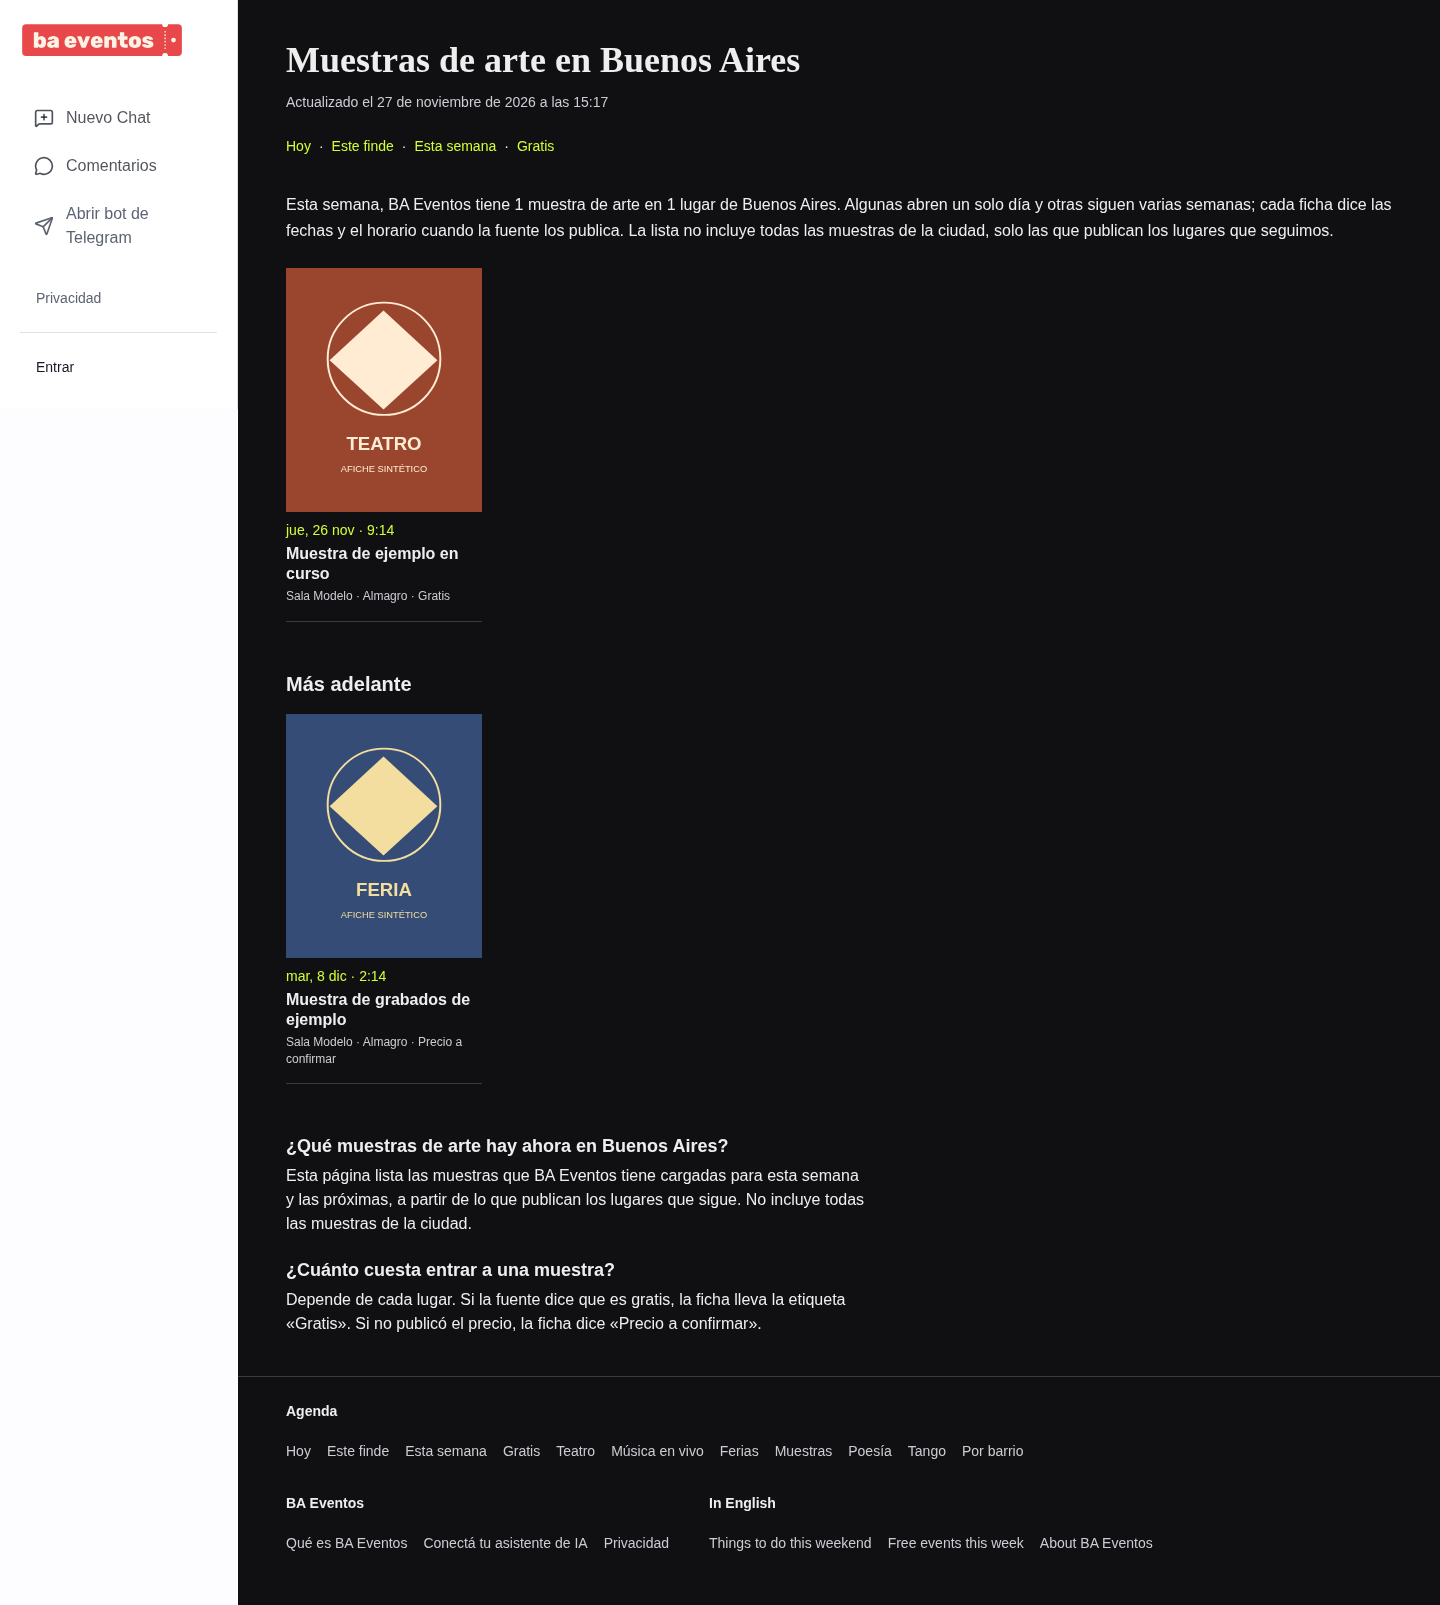 ba eventos
Nuevo Chat
Comentarios
Abrir bot de
Telegram
Privacidad
Entrar
Muestras de arte en Buenos Aires
Actualizado el 27 de noviembre de 2026 a las 15:17
Hoy · Este finde · Esta semana · Gratis
Esta semana, BA Eventos tiene 1 muestra de arte en 1 lugar de Buenos Aires. Algunas abren un solo día y otras siguen varias semanas; cada ficha dice las
fechas y el horario cuando la fuente los publica. La lista no incluye todas las muestras de la ciudad, solo las que publican los lugares que seguimos.
TEATRO
AFICHE SINTÉTICO
jue, 26 nov · 9:14
Muestra de ejemplo en
curso
Sala Modelo · Almagro · Gratis
Más adelante
FERIA
AFICHE SINTÉTICO
mar, 8 dic · 2:14
Muestra de grabados de
ejemplo
Sala Modelo · Almagro · Precio a
confirmar
¿Qué muestras de arte hay ahora en Buenos Aires?
Esta página lista las muestras que BA Eventos tiene cargadas para esta semana
y las próximas, a partir de lo que publican los lugares que sigue. No incluye todas
las muestras de la ciudad.
¿Cuánto cuesta entrar a una muestra?
Depende de cada lugar. Si la fuente dice que es gratis, la ficha lleva la etiqueta
«Gratis». Si no publicó el precio, la ficha dice «Precio a confirmar».
Agenda
Hoy Este finde Esta semana Gratis Teatro Música en vivo Ferias Muestras Poesía Tango Por barrio
BA Eventos
Qué es BA Eventos Conectá tu asistente de IA Privacidad
In English
Things to do this weekend Free events this week About BA Eventos